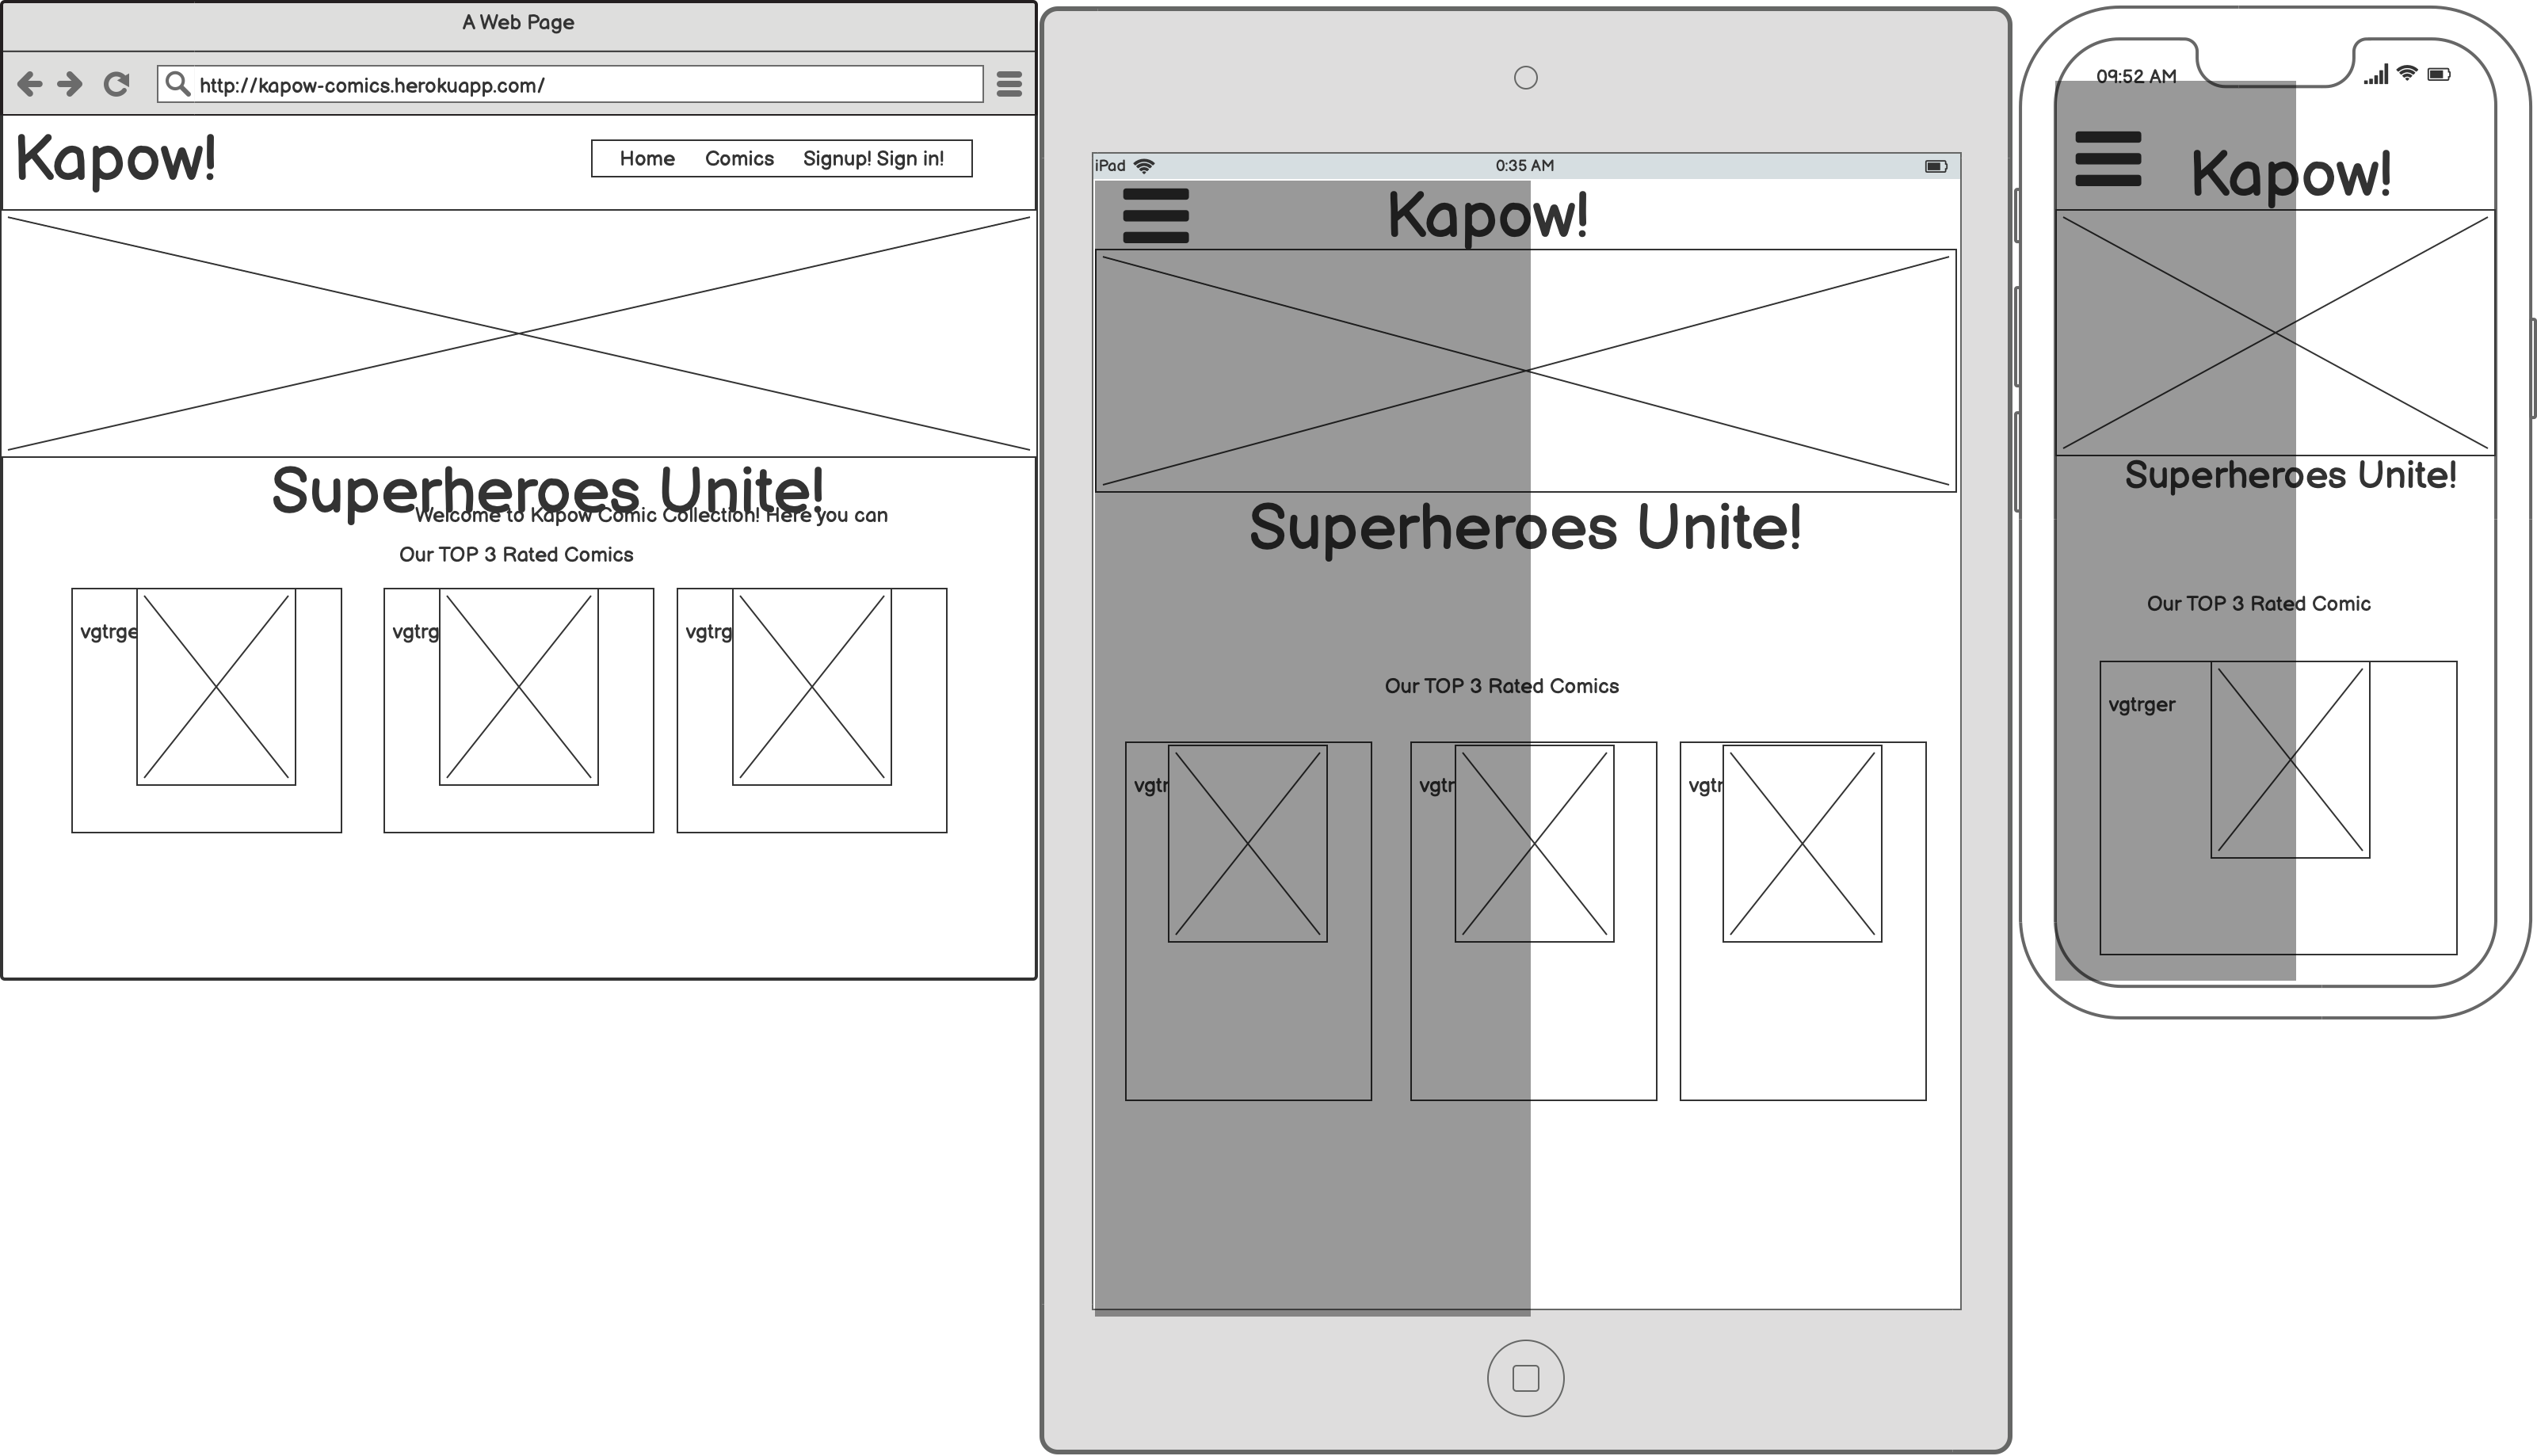 A Web Page
http://kapow-comics.herokuapp.com/
Kapow!
Home Comics Signup! Sign in!
Superheroes Unite!
Welcome to Kapow Comic Collection! Here you can
Our TOP 3 Rated Comics
vgtrge vgtrg vgtrg
iPad 0:35 AM
Kapow!
Superheroes Unite!
Our TOP 3 Rated Comics
vgtr vgtr vgtr
09:52 AM
Kapow!
Superheroes Unite!
Our TOP 3 Rated Comic
vgtrger